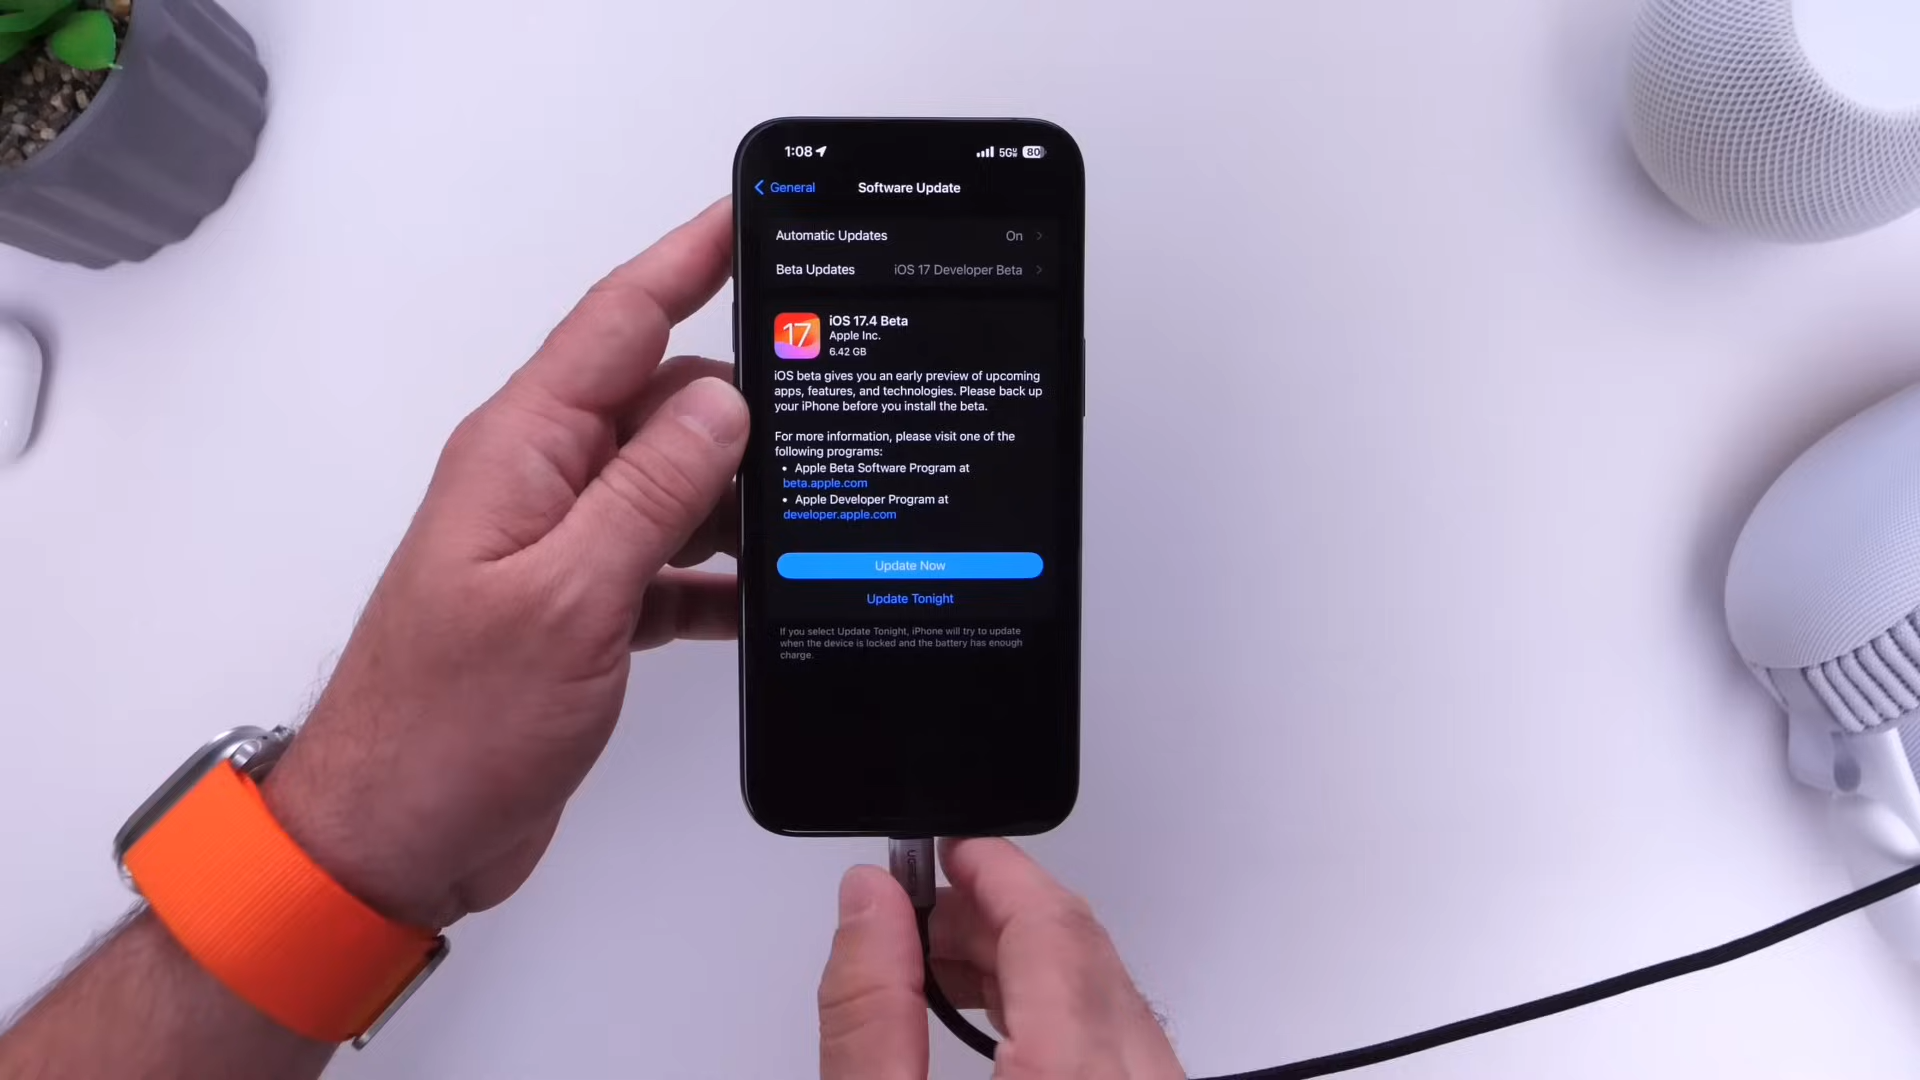 1:08 5G 80
General Software Update
Automatic Updates On
Beta Updates iOS 17 Developer Beta
17
iOS 17.4 Beta
Apple Inc.
6.42 GB
iOS beta gives you an early preview of upcoming
apps, features, and technologies. Please back up
your iPhone before you install the beta.
For more information, please visit one of the
following programs:
• Apple Beta Software Program at
beta.apple.com
• Apple Developer Program at
developer.apple.com
Update Now
Update Tonight
If you select Update Tonight, iPhone will try to update
when the device is locked and the battery has enough
charge.